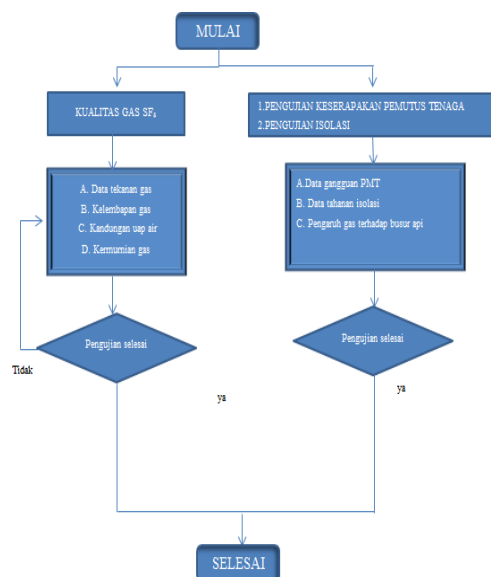 MULAI
KUALITAS GAS SF₆
1.PENGUJIAN KESERAPAKAN PEMUTUS TENAGA
2.PENGUJIAN ISOLASI
A. Data tekanan gas
B. Kelembapan gas
C. Kandungan uap air
D. Kermurnian gas
A.Data gangguan PMT
B. Data tahanan isolasi
C. Pengaruh gas terhadap busur api
Pengujian selesai
Tidak
ya
Pengujian selesai
ya
SELESAI